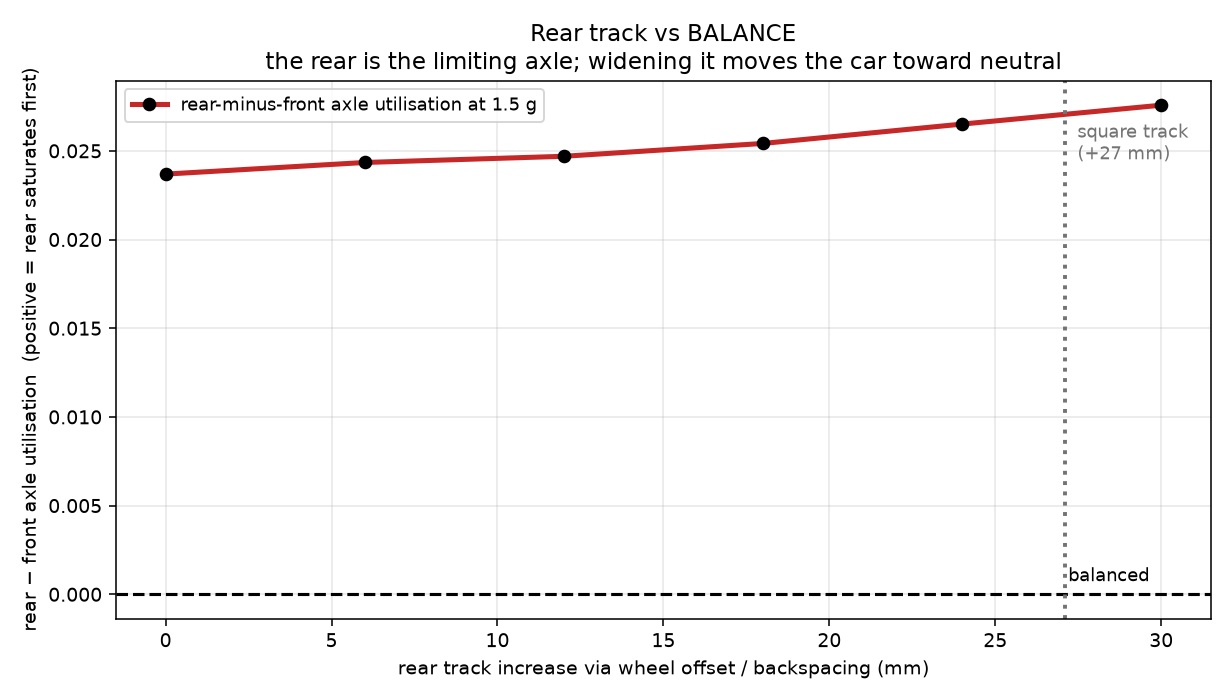 Rear track vs BALANCE
the rear is the limiting axle; widening it moves the car toward neutral
rear-minus-front axle utilisation at 1.5 g
square track
(+27 mm)
balanced
rear − front axle utilisation  (positive = rear saturates first)
0.025
0.020
0.015
0.010
0.005
0.000
0
5
10
15
20
25
30
rear track increase via wheel offset / backspacing (mm)